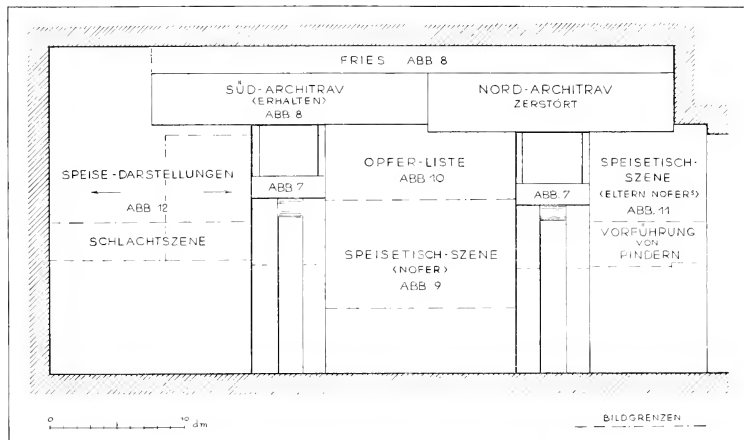 FRIES ABB 8
SÜD-ARCHITRAV
(ERHALTEN)
ABB 8
NORD-ARCHITRAV
ZERSTÖRT
SPEISE-DARSTELLUNGEN
ABB 12
SCHLACHTSZENE
ABB. 7
OPFER-LISTE
ABB 10
SPEISETISCH-SZENE
(NOFER)
ABB 9
ABB. 7
SPEISETISCH-
SZENE
(ELTERN NOFERS)
ABB. 11
VORFÜHRUNG
VON
PINDERN
0 10 dm
BILDGRENZEN